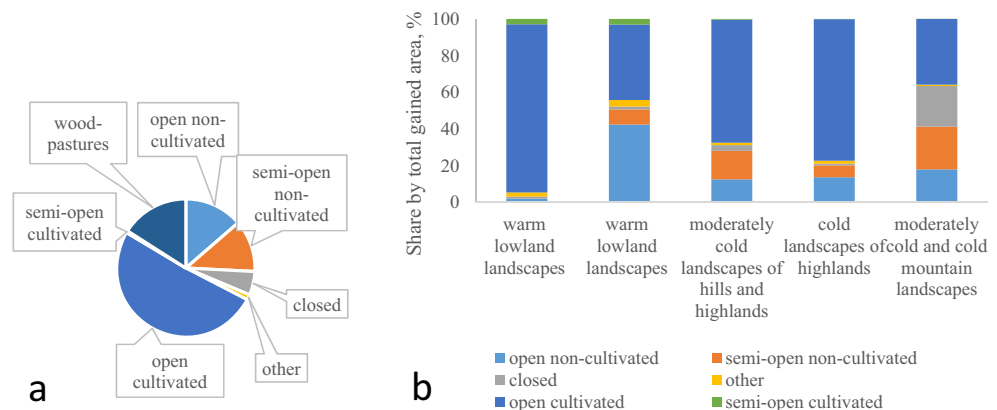 wood-
pastures
open non-
cultivated
semi-open
non-
cultivated
semi-open
cultivated
closed
open
cultivated
other
a
Share by total gained area, %
100
80
60
40
20
0
warm
lowland
landscapes
warm
lowland
landscapes
moderately
cold
landscapes of
hills and
highlands
cold
landscapes of
highlands
moderately
cold and cold
mountain
landscapes
b
open non-cultivated
semi-open non-cultivated
closed
other
open cultivated
semi-open cultivated